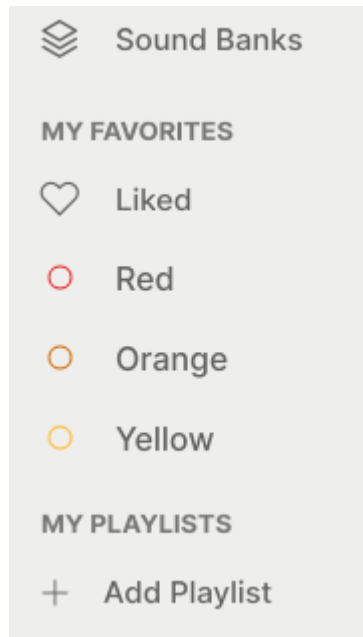 Sound Banks
MY FAVORITES
Liked
Red
Orange
Yellow
MY PLAYLISTS
Add Playlist